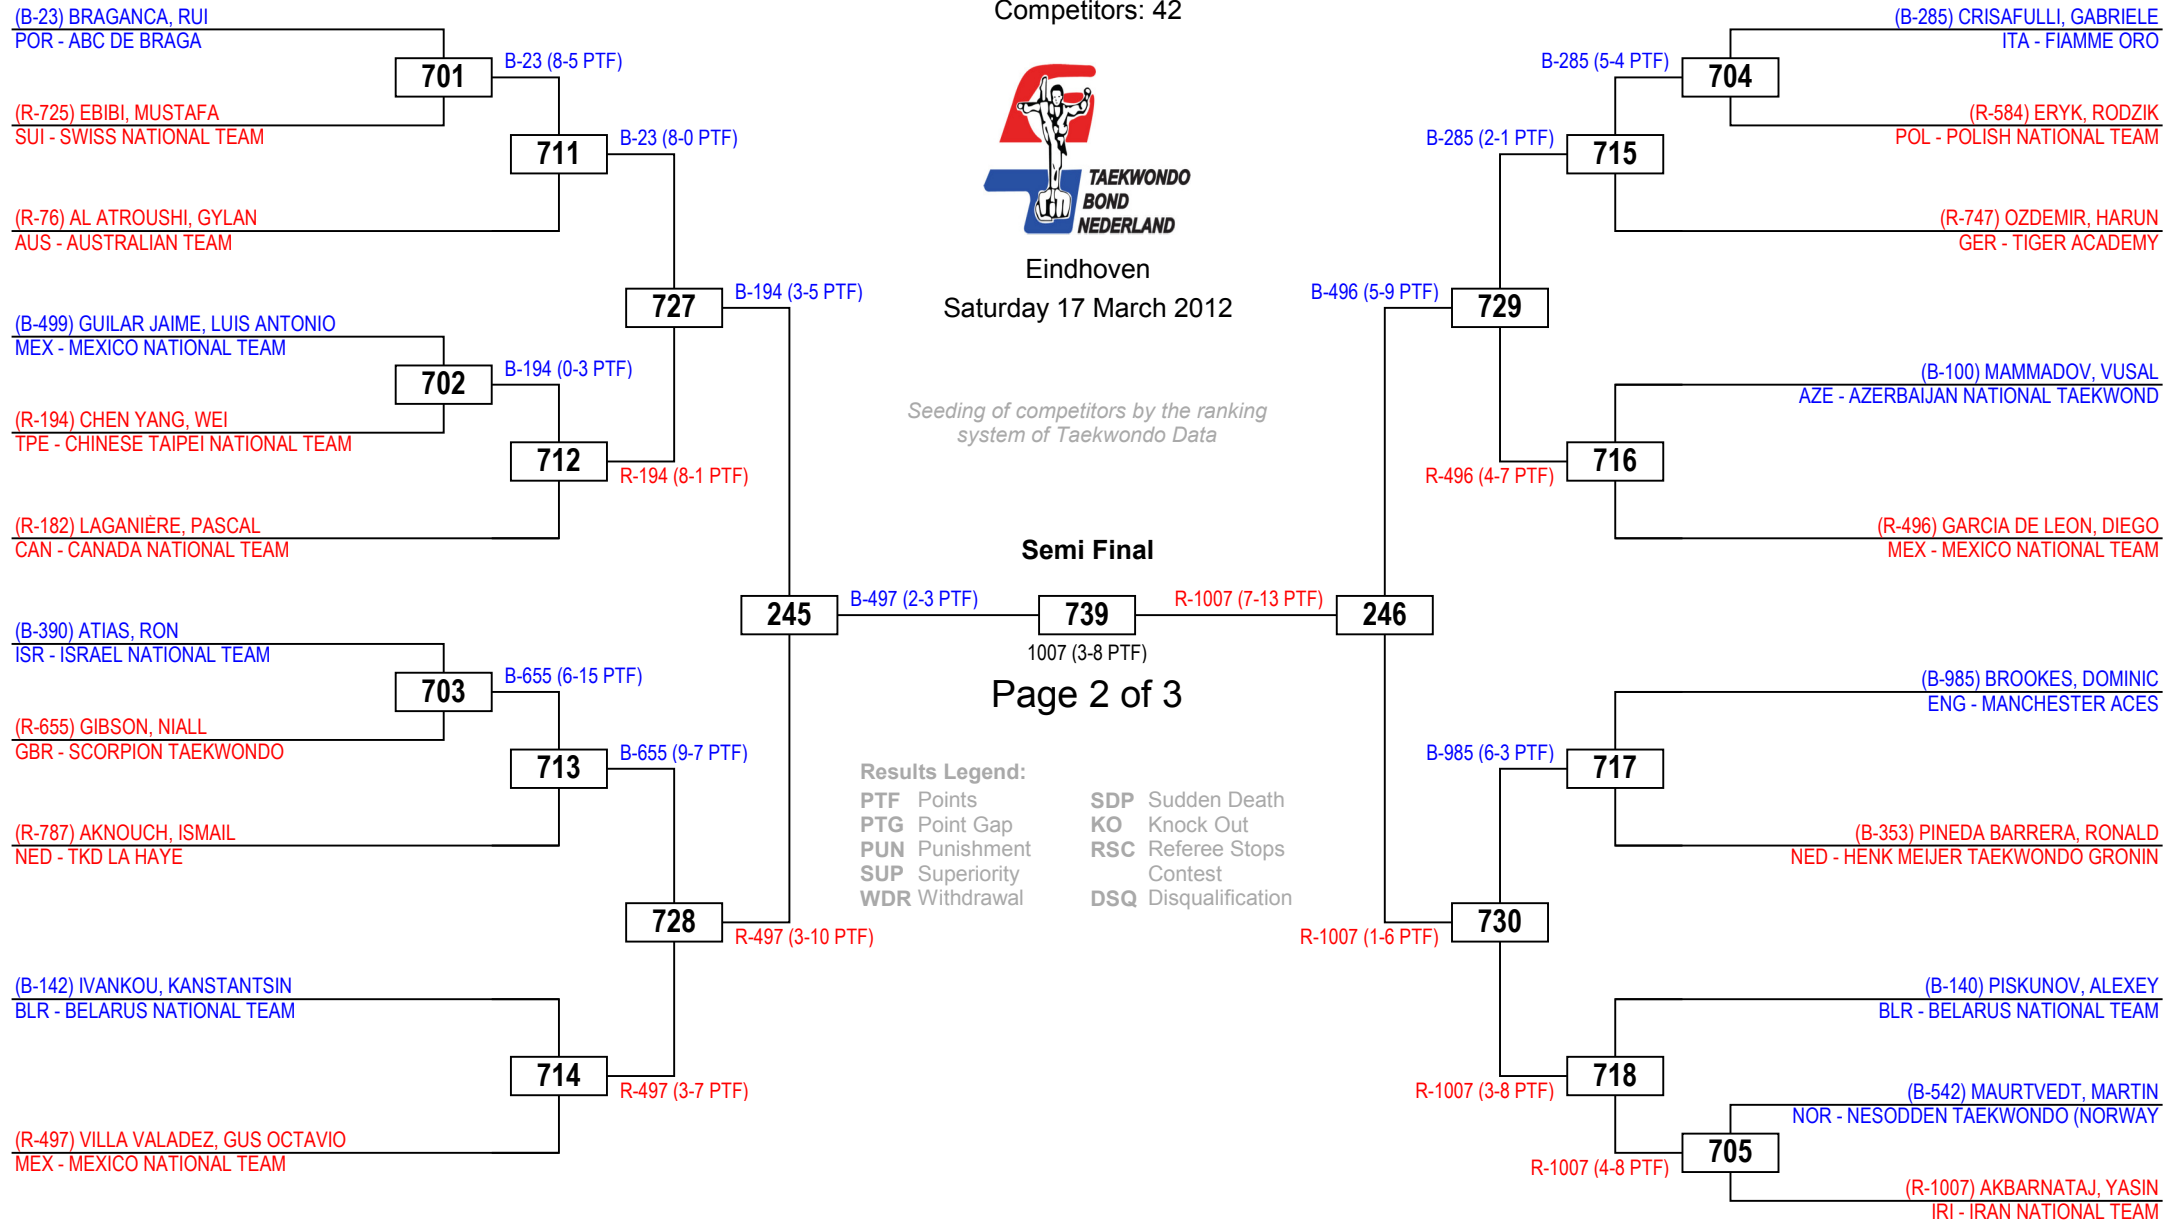 Competitors: 42
TAEKWONDO
BOND
NEDERLAND
Eindhoven
Saturday 17 March 2012
Seeding of competitors by the ranking
system of Taekwondo Data
(B-23) BRAGANCA, RUI
POR - ABC DE BRAGA
701
B-23 (8-5 PTF)
(R-725) EBIBI, MUSTAFA
SUI - SWISS NATIONAL TEAM
711
B-23 (8-0 PTF)
(R-76) AL ATROUSHI, GYLAN
AUS - AUSTRALIAN TEAM
727
B-194 (3-5 PTF)
(B-499) GUILAR JAIME, LUIS ANTONIO
MEX - MEXICO NATIONAL TEAM
702
B-194 (0-3 PTF)
(R-194) CHEN YANG, WEI
TPE - CHINESE TAIPEI NATIONAL TEAM
712
R-194 (8-1 PTF)
(R-182) LAGANIÈRE, PASCAL
CAN - CANADA NATIONAL TEAM
245
B-497 (2-3 PTF)
(B-390) ATIAS, RON
ISR - ISRAEL NATIONAL TEAM
703
B-655 (6-15 PTF)
(R-655) GIBSON, NIALL
GBR - SCORPION TAEKWONDO
713
B-655 (9-7 PTF)
(R-787) AKNOUCH, ISMAIL
NED - TKD LA HAYE
728
R-497 (3-10 PTF)
(B-142) IVANKOU, KANSTANTSIN
BLR - BELARUS NATIONAL TEAM
714
R-497 (3-7 PTF)
(R-497) VILLA VALADEZ, GUS OCTAVIO
MEX - MEXICO NATIONAL TEAM
Semi Final
739
1007 (3-8 PTF)
Page 2 of 3
Results Legend:
PTF Points
PTG Point Gap
PUN Punishment
SUP Superiority
WDR Withdrawal
SDP Sudden Death
KO Knock Out
RSC Referee Stops
Contest
DSQ Disqualification
(B-285) CRISAFULLI, GABRIELE
ITA - FIAMME ORO
B-285 (5-4 PTF)
704
(R-584) ERYK, RODZIK
POL - POLISH NATIONAL TEAM
B-285 (2-1 PTF)
715
(R-747) OZDEMIR, HARUN
GER - TIGER ACADEMY
B-496 (5-9 PTF)
729
(B-100) MAMMADOV, VUSAL
AZE - AZERBAIJAN NATIONAL TAEKWOND
716
R-496 (4-7 PTF)
(R-496) GARCIA DE LEON, DIEGO
MEX - MEXICO NATIONAL TEAM
R-1007 (7-13 PTF)
246
(B-985) BROOKES, DOMINIC
ENG - MANCHESTER ACES
B-985 (6-3 PTF)
717
(B-353) PINEDA BARRERA, RONALD
NED - HENK MEIJER TAEKWONDO GRONIN
730
R-1007 (1-6 PTF)
(B-140) PISKUNOV, ALEXEY
BLR - BELARUS NATIONAL TEAM
718
R-1007 (3-8 PTF)
(B-542) MAURTVEDT, MARTIN
NOR - NESODDEN TAEKWONDO (NORWAY
705
R-1007 (4-8 PTF)
(R-1007) AKBARNATAJ, YASIN
IRI - IRAN NATIONAL TEAM